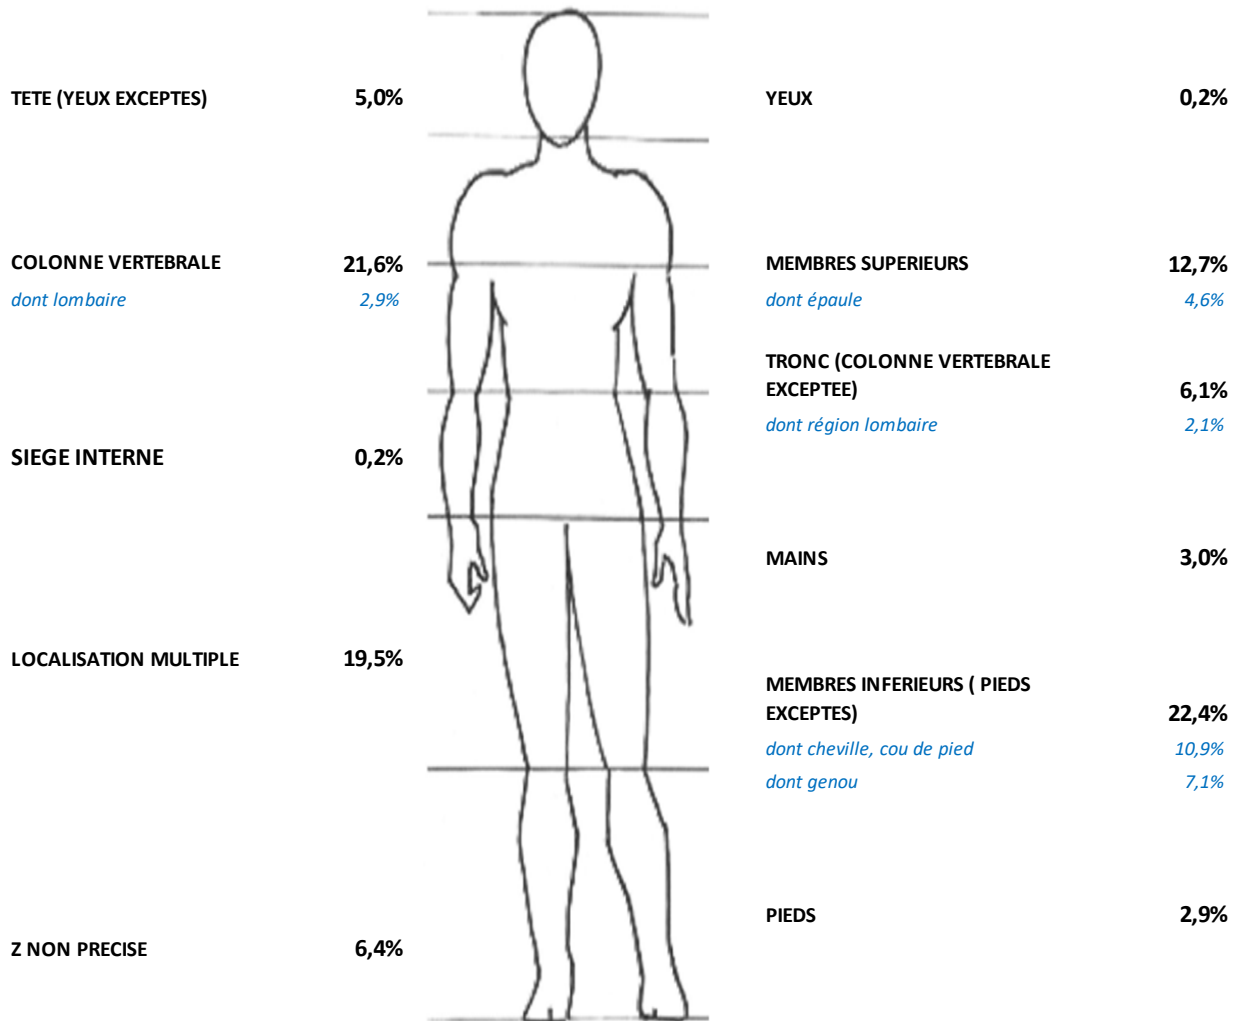 TETE (YEUX EXCEPTES) 5,0%
COLONNE VERTEBRALE 21,6%
dont lombaire 2,9%
SIEGE INTERNE 0,2%
LOCALISATION MULTIPLE 19,5%
Z NON PRECISE 6,4%
YEUX 0,2%
MEMBRES SUPERIEURS 12,7%
dont épaule 4,6%
TRONC (COLONNE VERTEBRALE
EXCEPTEE) 6,1%
dont région lombaire 2,1%
MAINS 3,0%
MEMBRES INFERIEURS ( PIEDS
EXCEPTES) 22,4%
dont cheville, cou de pied 10,9%
dont genou 7,1%
PIEDS 2,9%